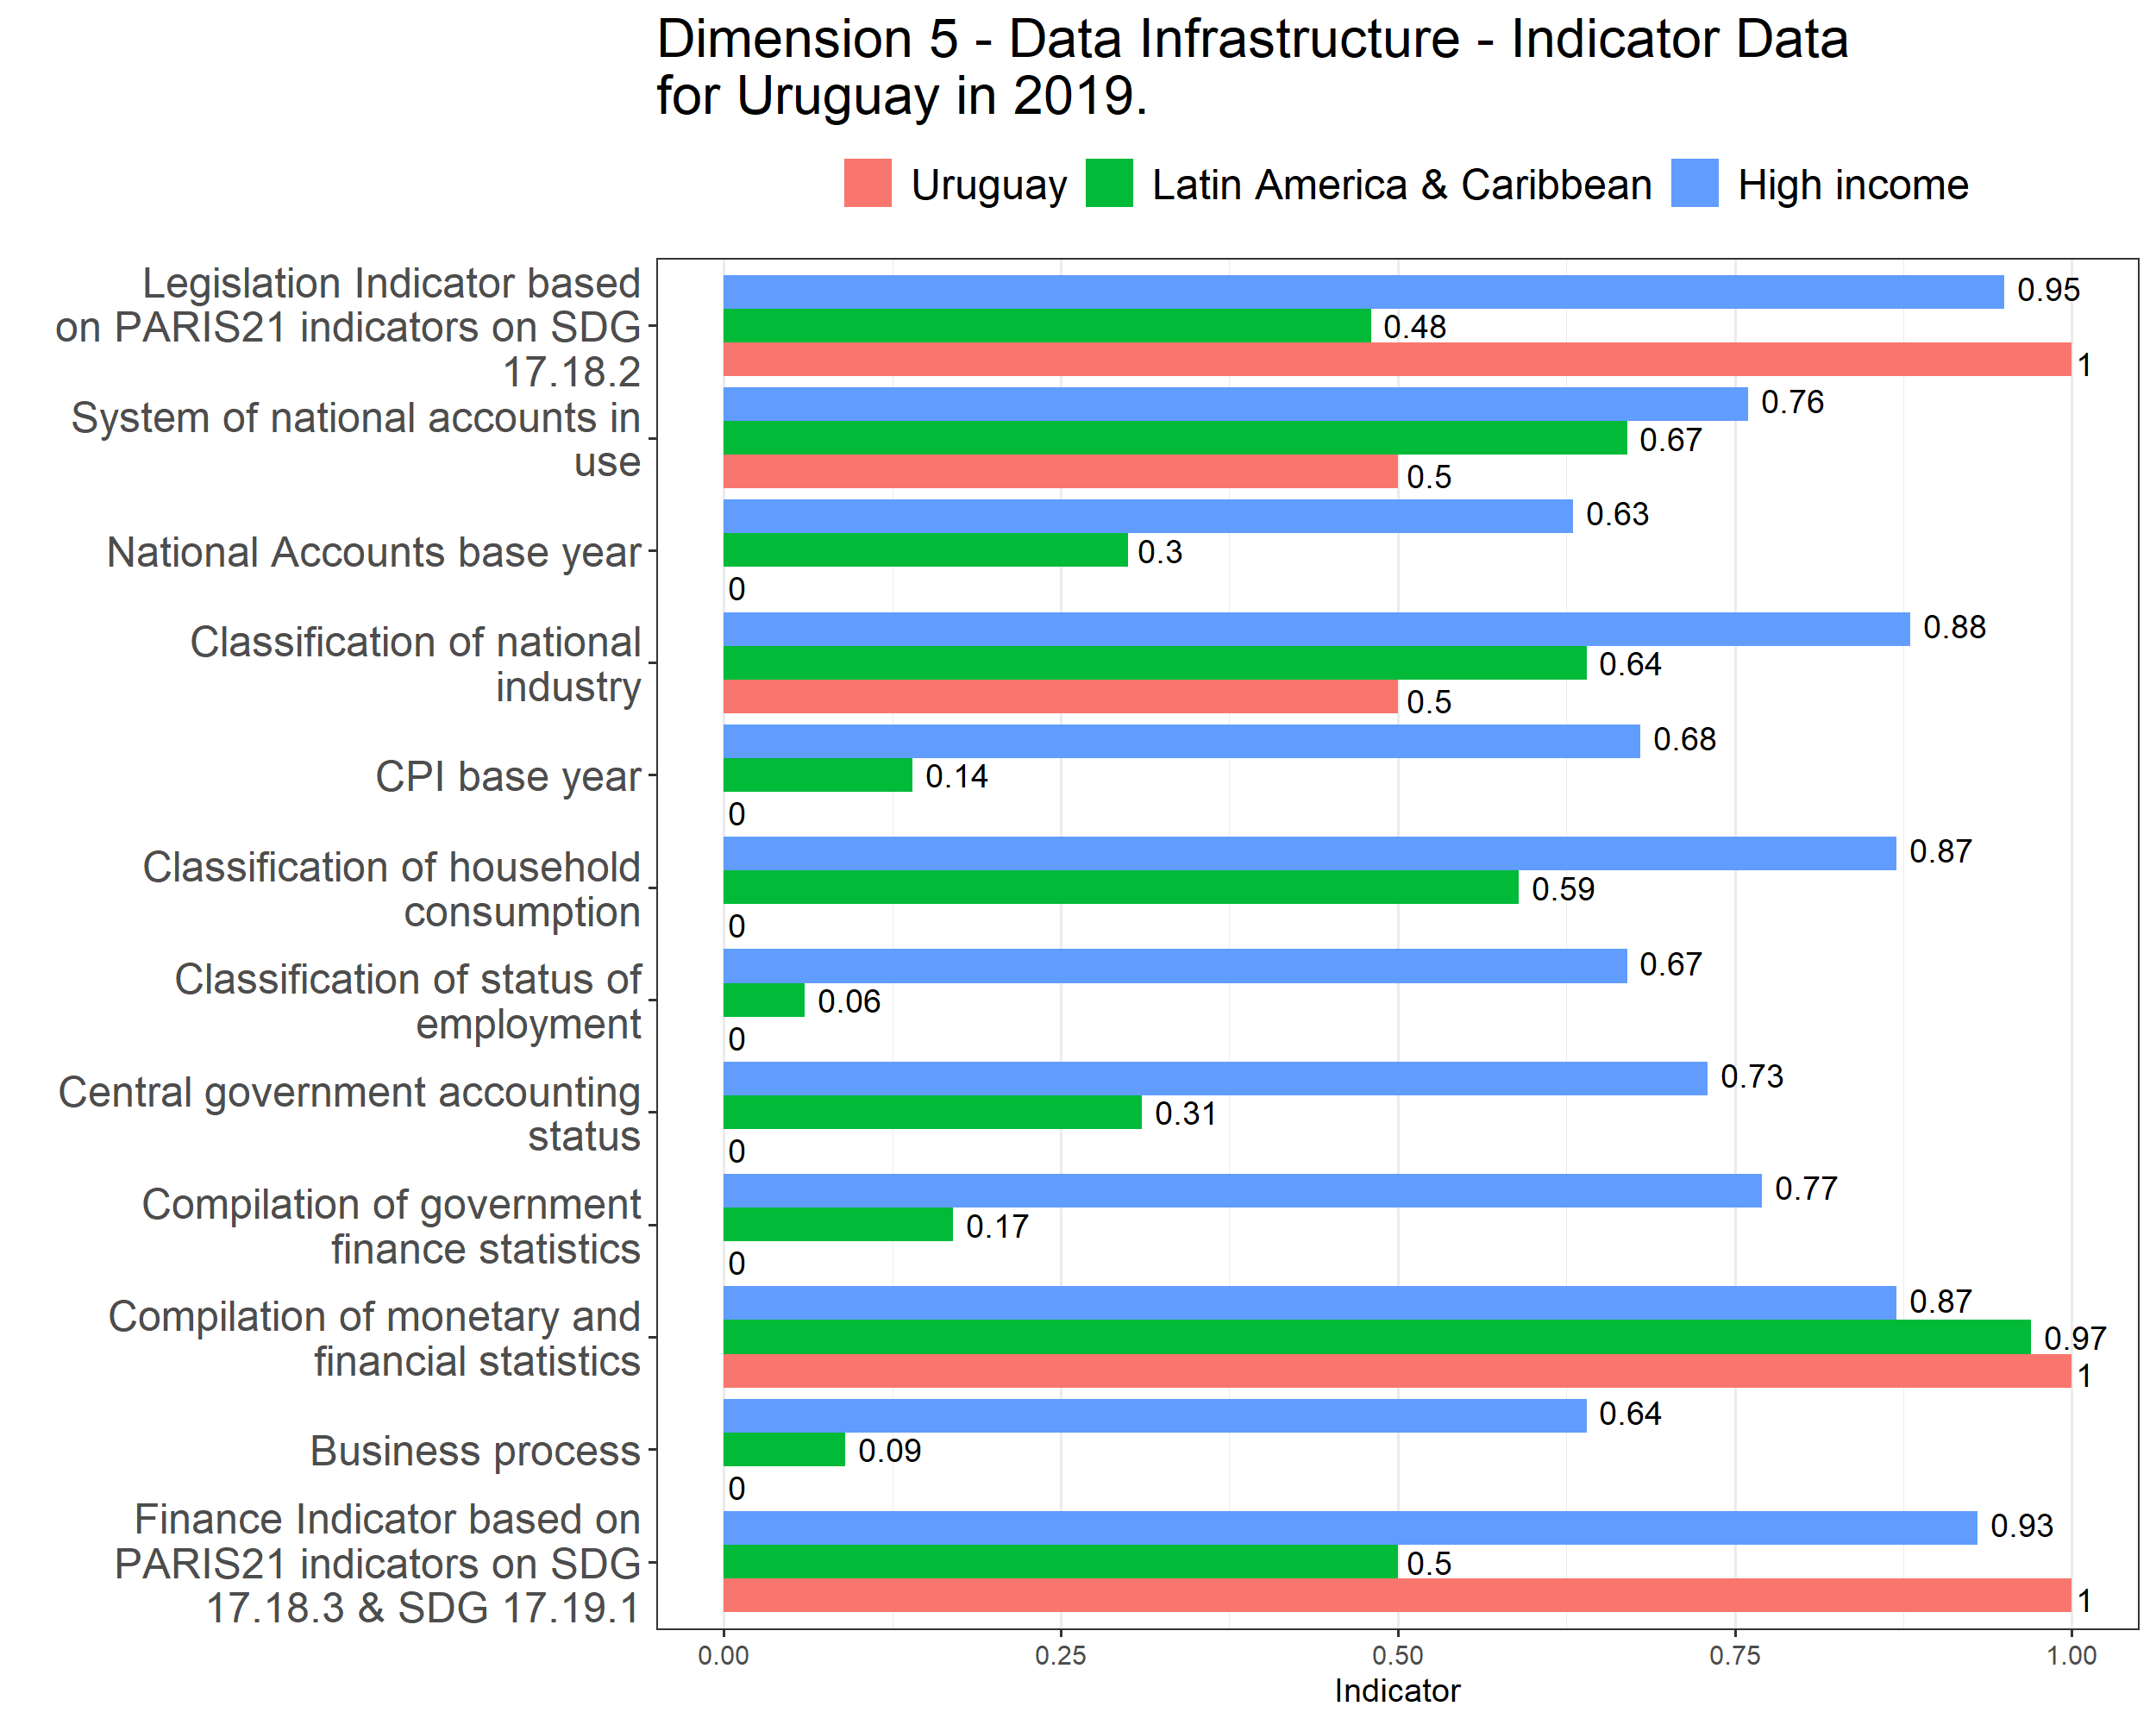 Dimension 5 - Data Infrastructure - Indicator Data
for Uruguay in 2019.
Uruguay Latin America & Caribbean High income
Legislation Indicator based
on PARIS21 indicators on SDG
17.18.2
0.95
0.48
1
System of national accounts in
use
0.76
0.67
0.5
National Accounts base year
0.63
0.3
0
Classification of national
industry
0.88
0.64
0.5
CPI base year
0.68
0.14
0
Classification of household
consumption
0.87
0.59
0
Classification of status of
employment
0.67
0.06
0
Central government accounting
status
0.73
0.31
0
Compilation of government
finance statistics
0.77
0.17
0
Compilation of monetary and
financial statistics
0.87
0.97
1
Business process
0.64
0.09
0
Finance Indicator based on
PARIS21 indicators on SDG
17.18.3 & SDG 17.19.1
0.93
0.5
1
0.00 0.25 0.50 0.75 1.00
Indicator